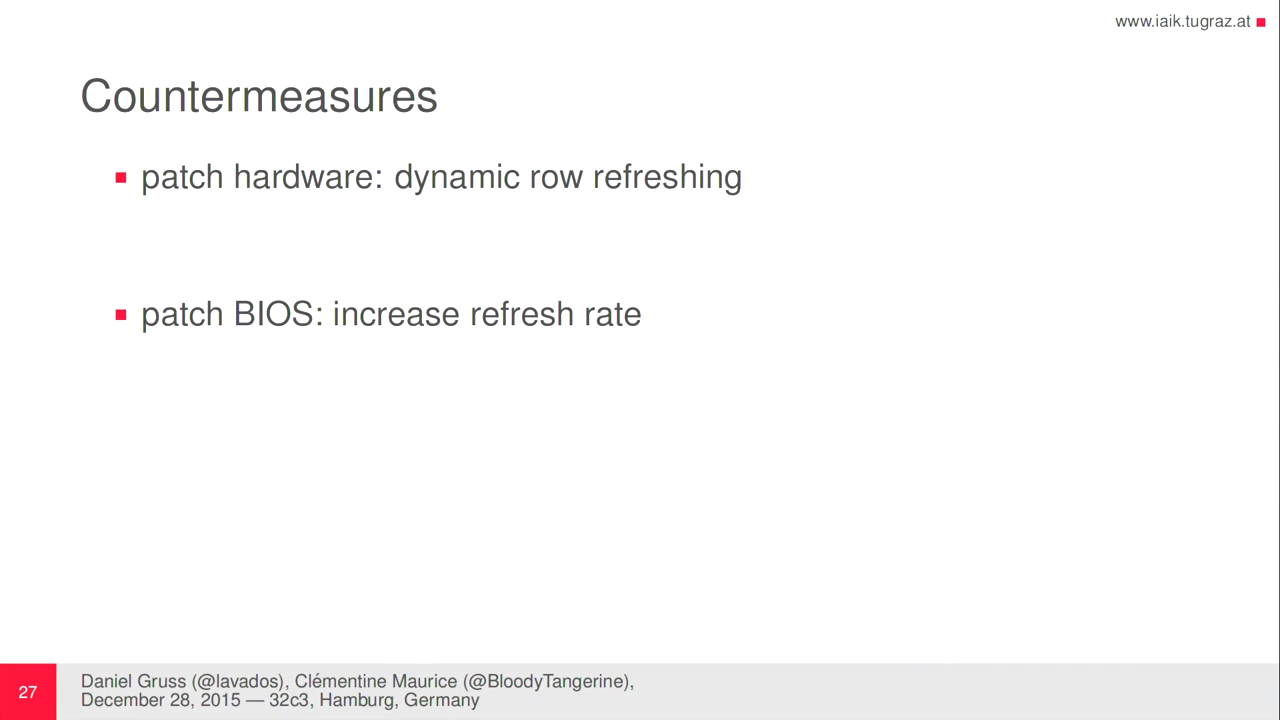 www.iaik.tugraz.at
Countermeasures
patch hardware: dynamic row refreshing
patch BIOS: increase refresh rate
27
Daniel Gruss (@lavados), Clémentine Maurice (@BloodyTangerine),
December 28, 2015 — 32c3, Hamburg, Germany